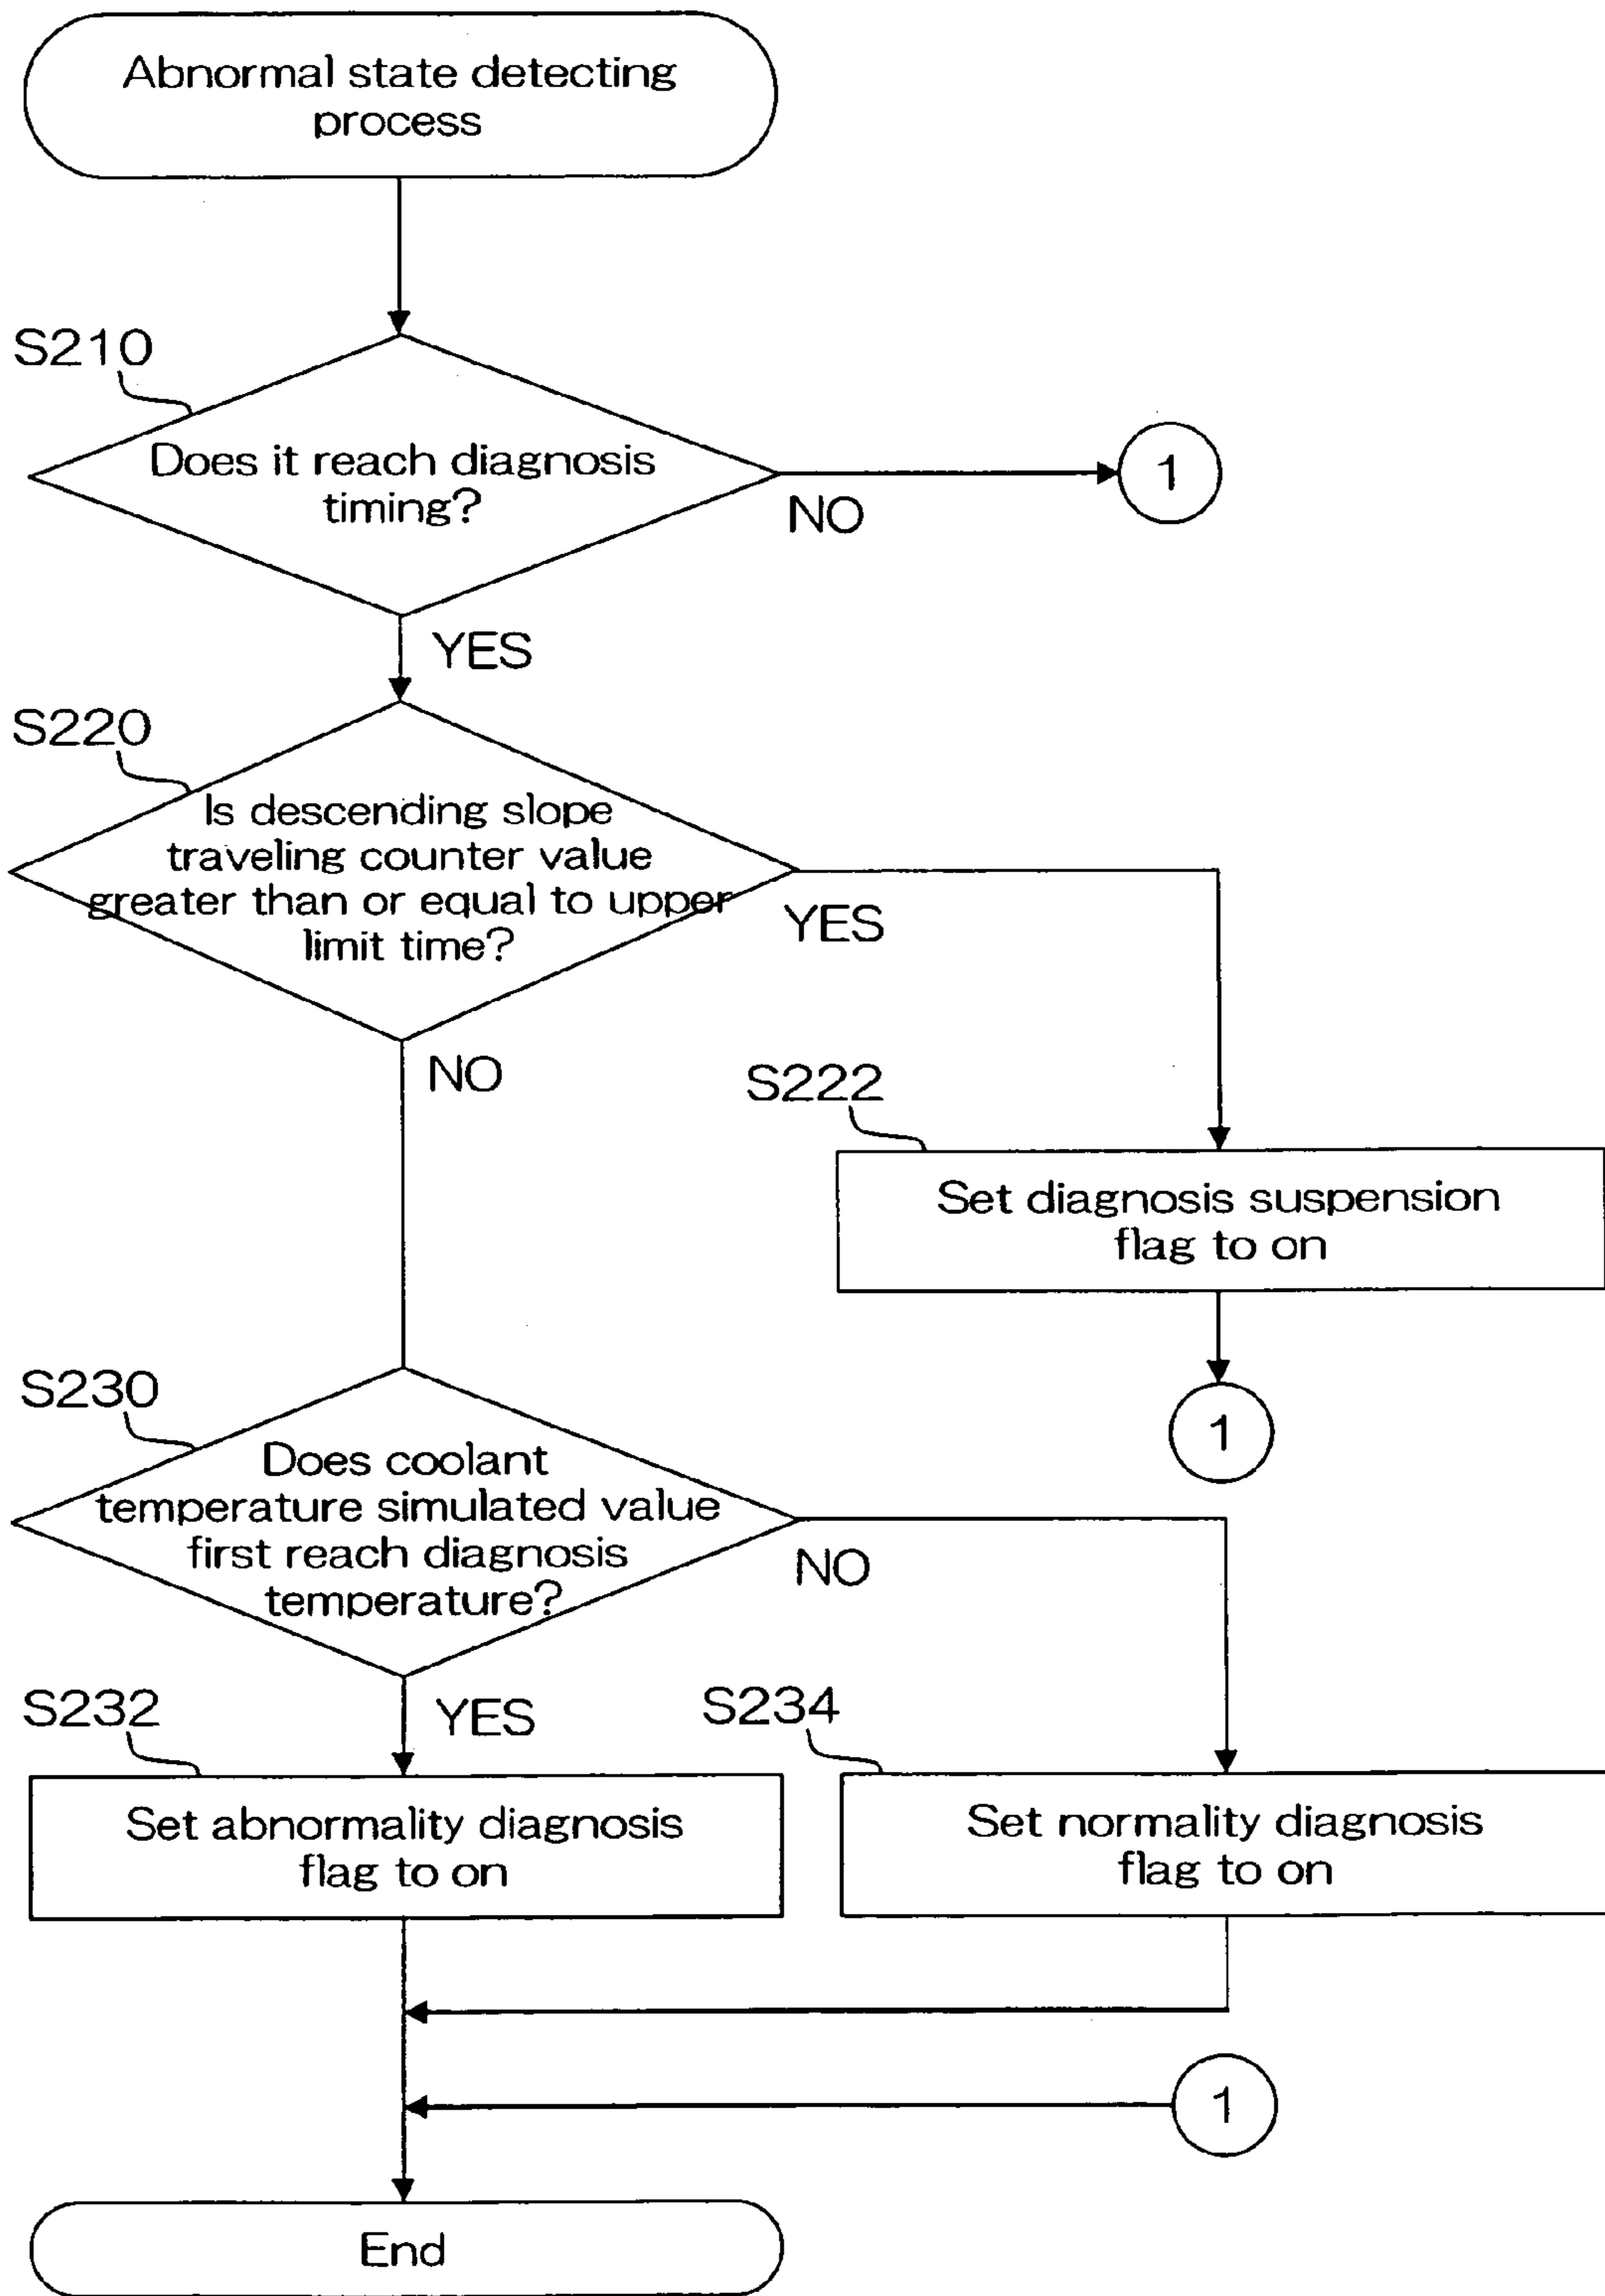 Abnormal state detecting
process
S210
Does it reach diagnosis
timing?
NO
1
YES
S220
Is descending slope
traveling counter value
greater than or equal to upper
limit time?
YES
NO
S222
Set diagnosis suspension
flag to on
1
S230
Does coolant
temperature simulated value
first reach diagnosis
temperature?
NO
YES
S232
Set abnormality diagnosis
flag to on
S234
Set normality diagnosis
flag to on
1
End